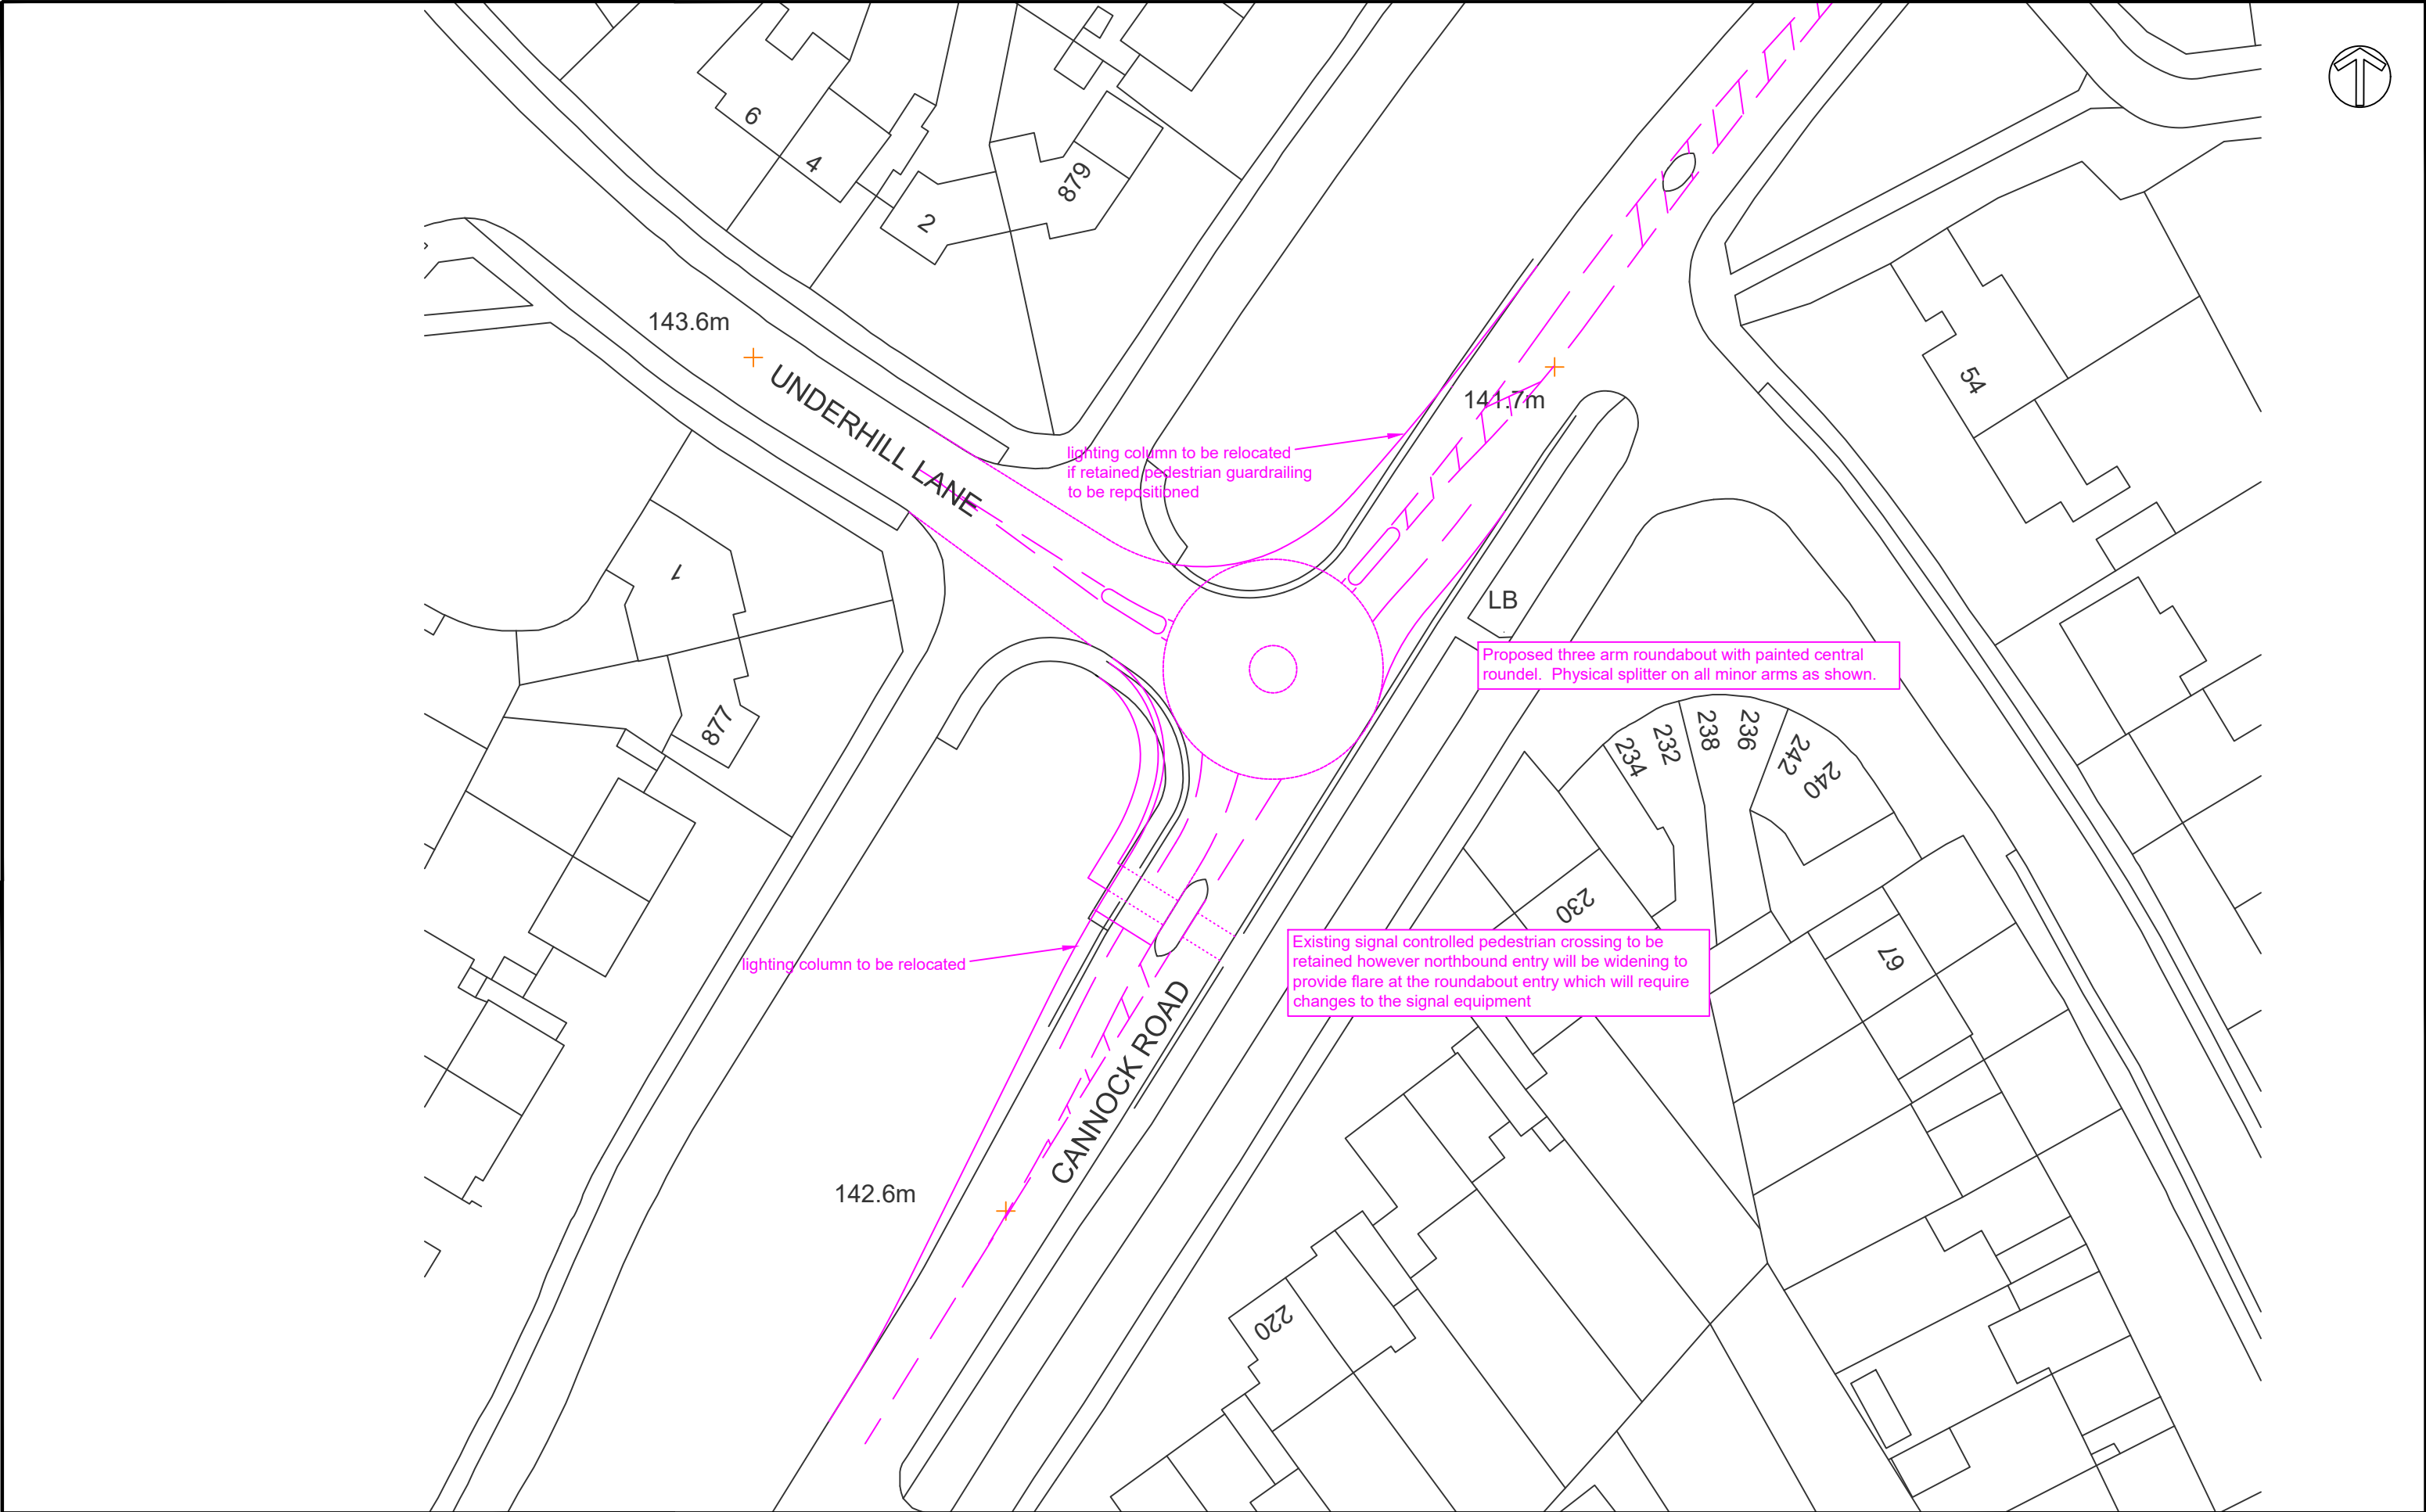 6
4
2
879
143.6m
UNDERHILL LANE
141.7m
54
lighting column to be relocated
if retained pedestrian guardrailing
to be repositioned
1
LB
877
Proposed three arm roundabout with painted central
roundel. Physical splitter on all minor arms as shown.
234
232
238
236
242
240
230
67
Existing signal controlled pedestrian crossing to be
retained however northbound entry will be widening to
provide flare at the roundabout entry which will require
changes to the signal equipment
lighting column to be relocated
CANNOCK ROAD
142.6m
220